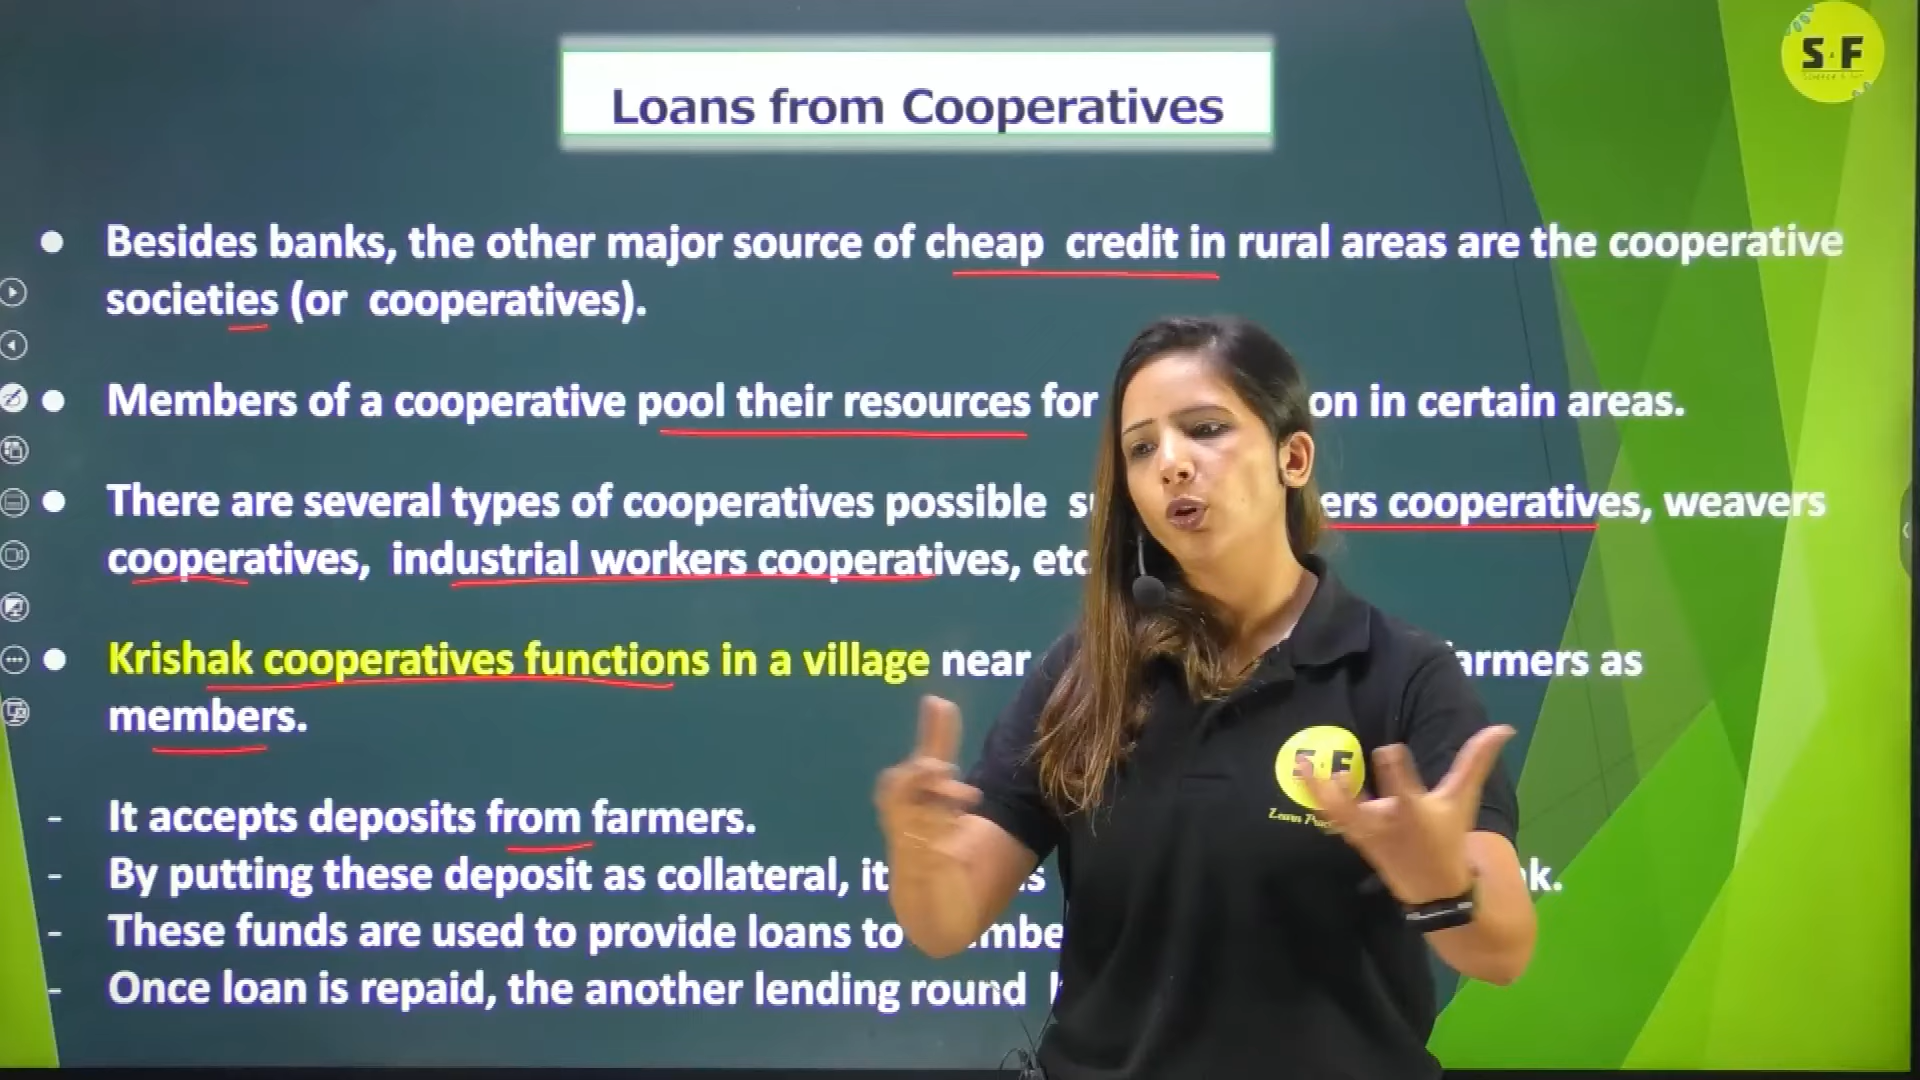 S F
Loans from Cooperatives
Besides banks, the other major source of cheap credit in rural areas are the cooperative
societies (or cooperatives).
Members of a cooperative pool their resources for on in certain areas.
There are several types of cooperatives possible cooperatives, weavers
cooperatives, industrial workers cooperatives, etc
Krishak cooperatives functions in a village near as
members.
It accepts deposits from farmers.
By putting these deposit as collateral, it
These funds are used to provide loans to
Once loan is repaid, the another lending round
S F